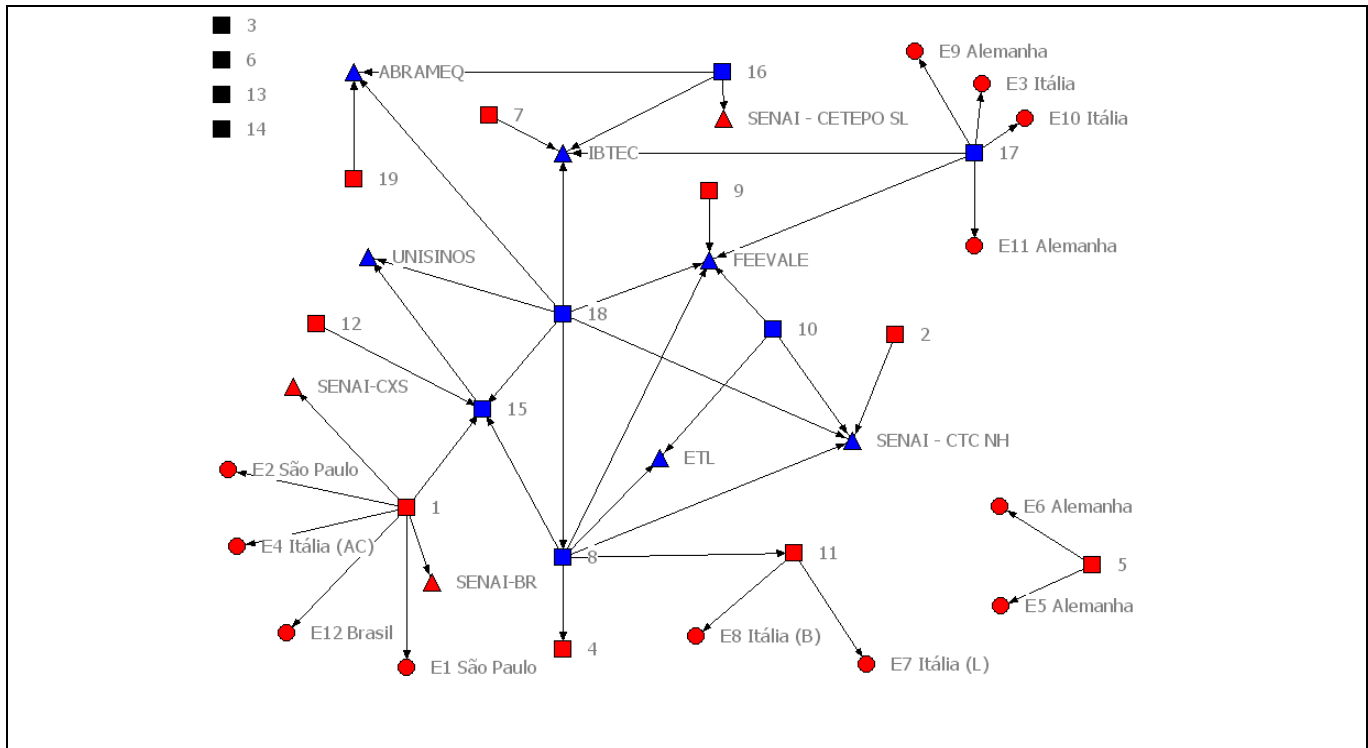 3
6
13
14
ABRAMEQ
16
E9 Alemanha
E3 Itália
7
SENAI - CETEPO SL
E10 Itália
IBTEC
17
19
9
UNISINOS
FEEVALE
E11 Alemanha
18
12
10
2
SENAI-CXS
15
SENAI - CTC NH
ETL
E2 São Paulo
1
E6 Alemanha
E4 Itália (AC)
SENAI-BR
8
11
5
E5 Alemanha
E12 Brasil
E8 Itália (B)
4
E1 São Paulo
E7 Itália (L)